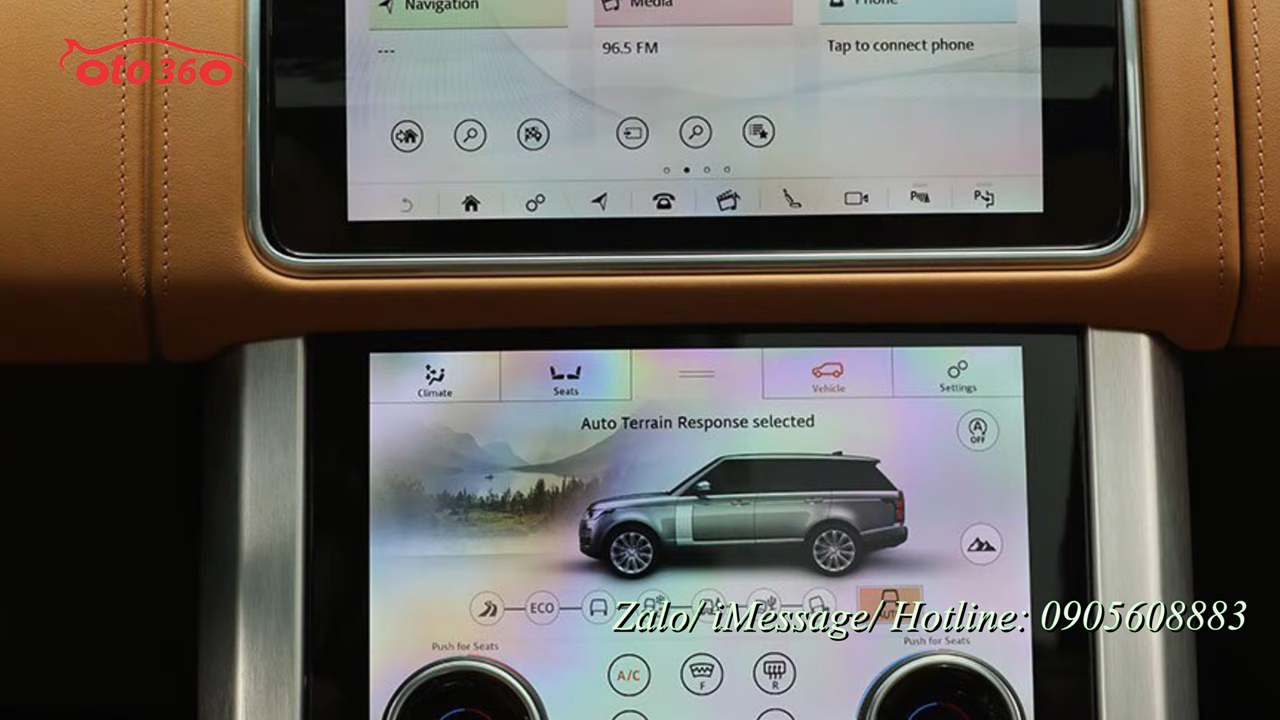 oto360
Navigation
Media
Phone
---
96.5 FM
Tap to connect phone
Climate
Seats
Vehicle
Settings
Auto Terrain Response selected
A
OFF
ECO
Zalo/ iMessage/ Hotline: 0905608883
Push for Seats
Push for Seats
A/C
F
R